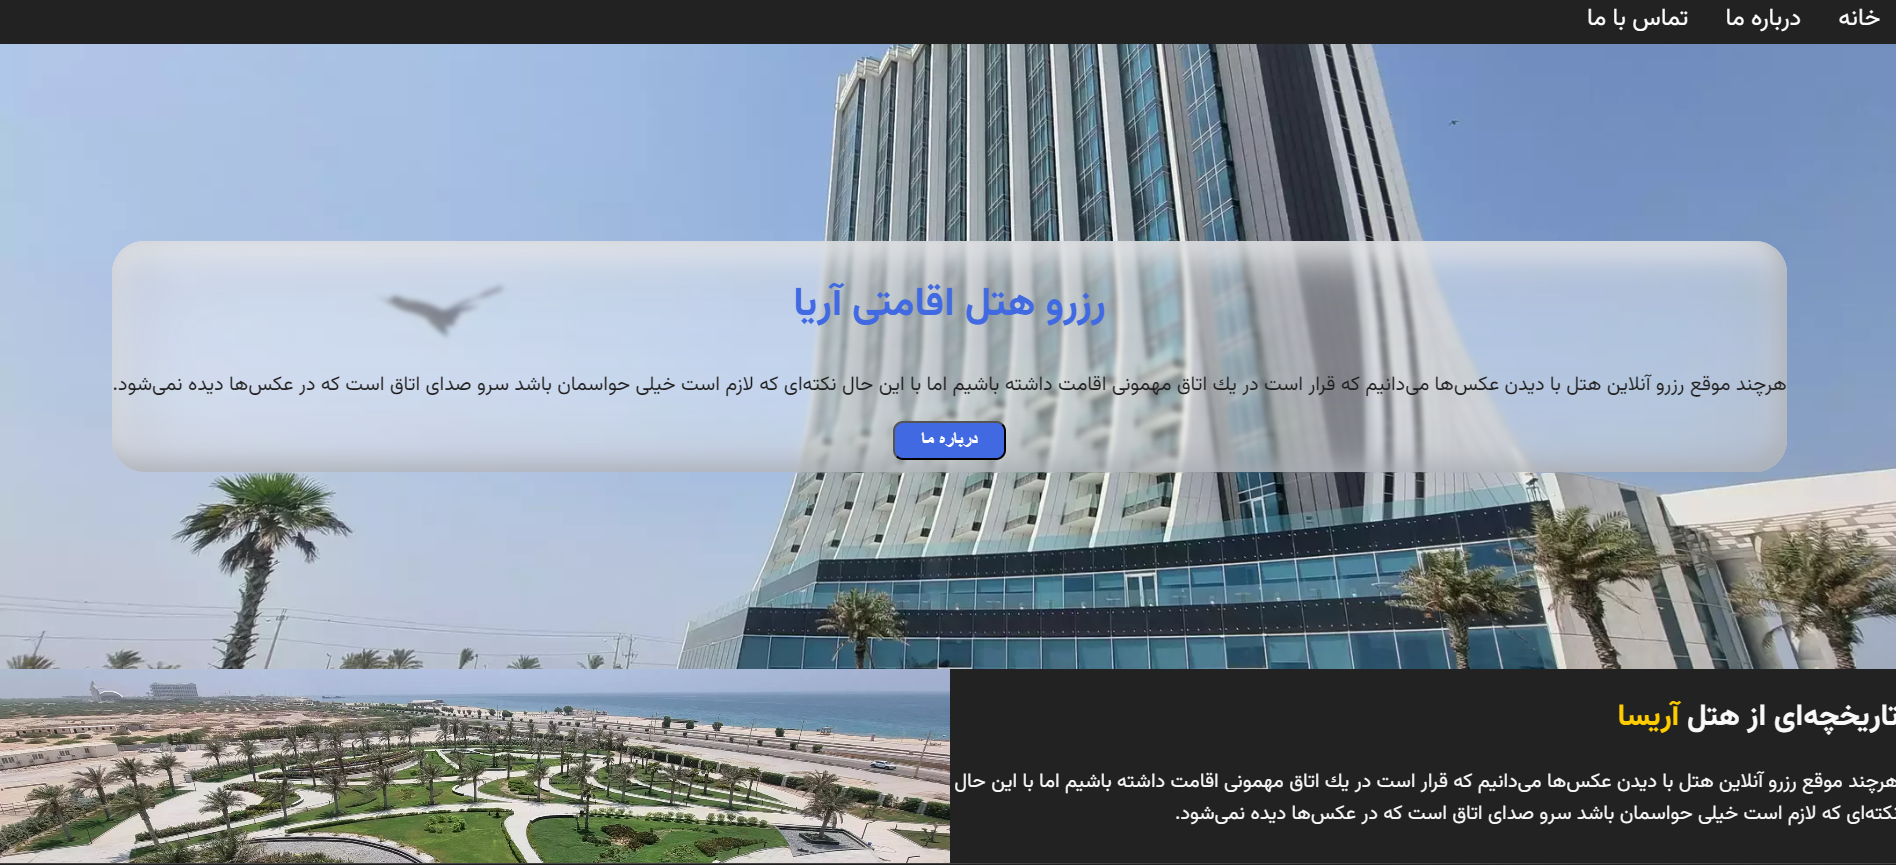 خانه
درباره ما
تماس با ما
رزرو هتل اقامتی آریا
هرچند موقع رزرو آنلاین هتل با دیدن عکس‌ها می‌دانیم که قرار است در یك اتاق مهمونی اقامت داشته باشیم اما با این حال نکته‌ای که لازم است خیلی حواسمان باشد سرو صدای اتاق است که در عکس‌ها دیده نمی‌شود.
درباره ما
تاریخچه‌ای از هتل آریسا
هرچند موقع رزرو آنلاین هتل با دیدن عکس‌ها می‌دانیم که قرار است در یك اتاق مهمونی اقامت داشته باشیم اما با این حال
نکته‌ای که لازم است خیلی حواسمان باشد سرو صدای اتاق است که در عکس‌ها دیده نمی‌شود.